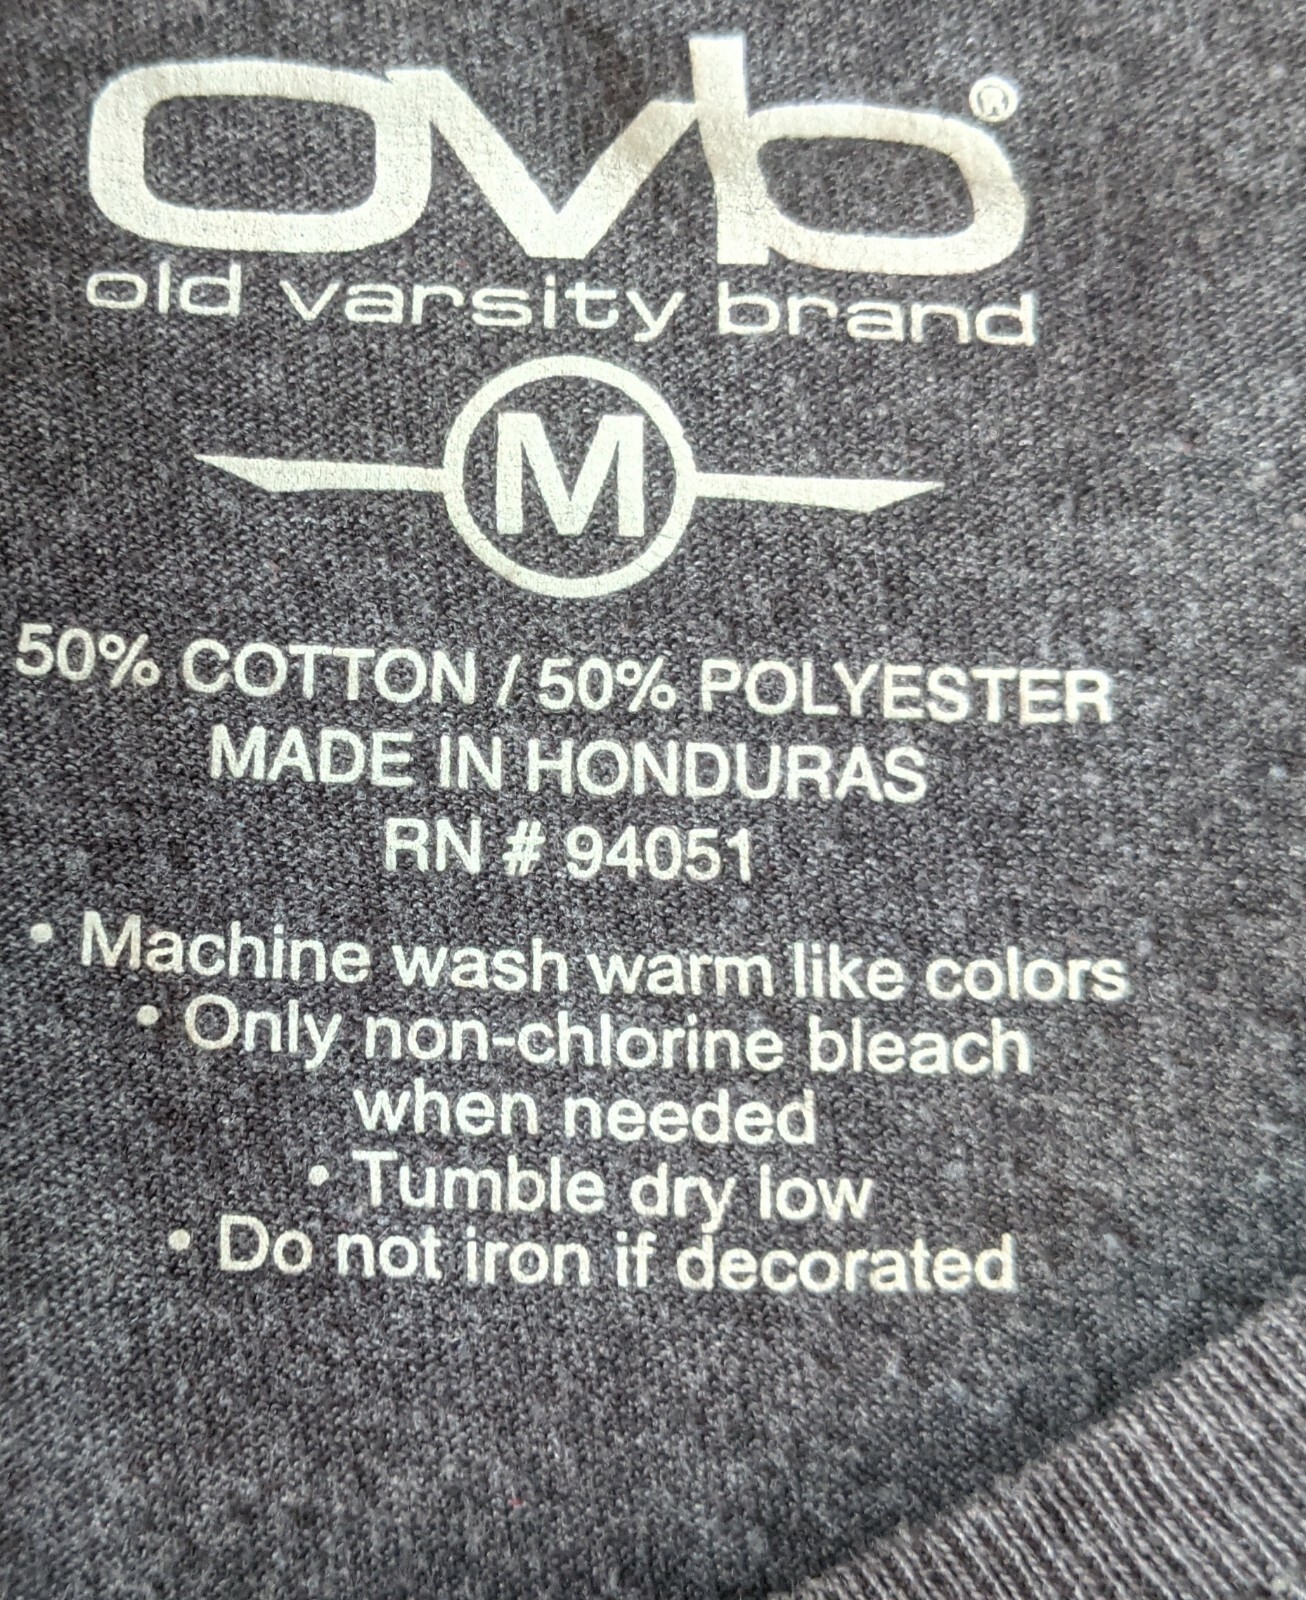 ovb®
old varsity brand
M
50% COTTON / 50% POLYESTER
MADE IN HONDURAS
RN # 94051
• Machine wash warm like colors
• Only non-chlorine bleach
when needed
• Tumble dry low
• Do not iron if decorated